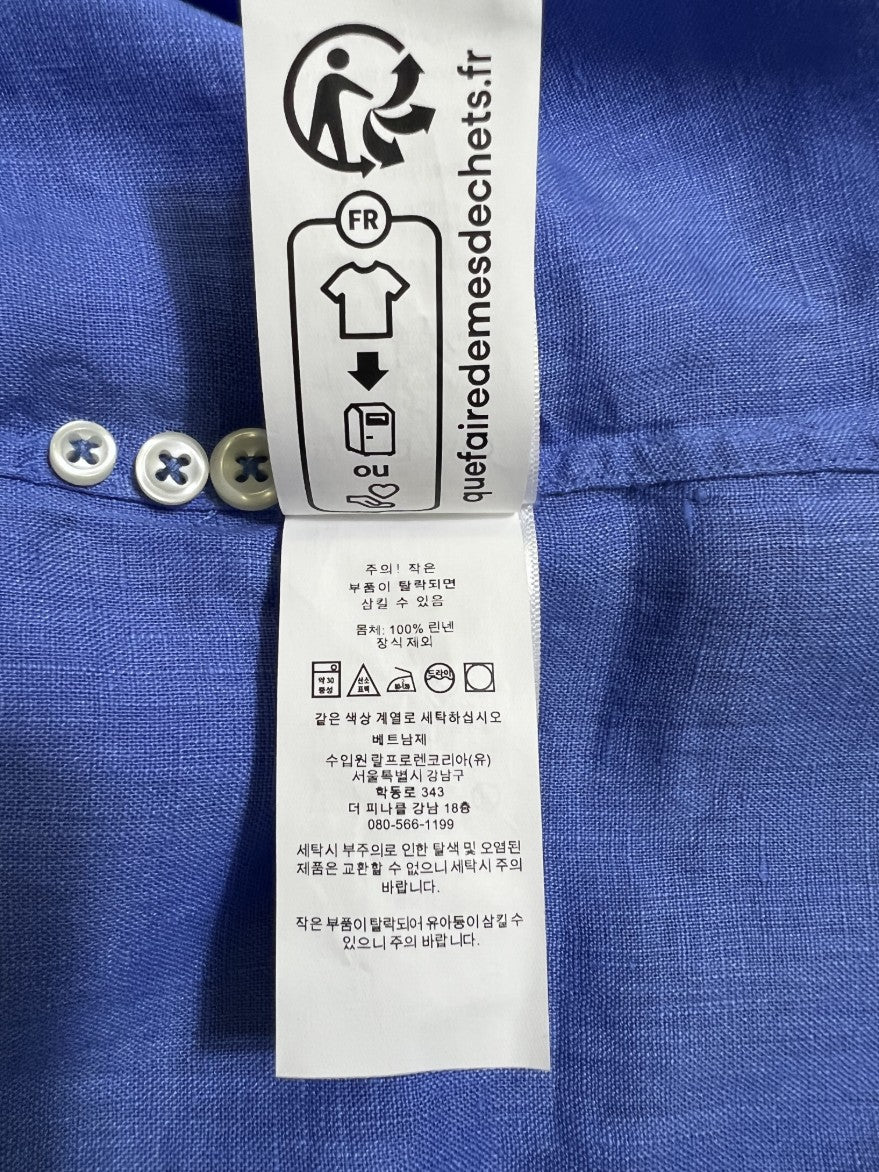 quefairedemesdechets.fr
FR
ou
주의! 작은
부품이 탈락되면
삼킬 수 있음
몸체: 100% 린넨
장식 제외
약 30
중성
산소
표백
드라이
같은 색상 계열로 세탁하십시오
베트남제
수입원 랄프로렌코리아(유)
서울특별시 강남구
학동로 343
더 피나클 강남 18층
080-566-1199
세탁시 부주의로 인한 탈색 및 오염된
제품은 교환할 수 없으니 세탁시 주의
바랍니다.
작은 부품이 탈락되어 유아등이 삼킬 수
있으니 주의 바랍니다.